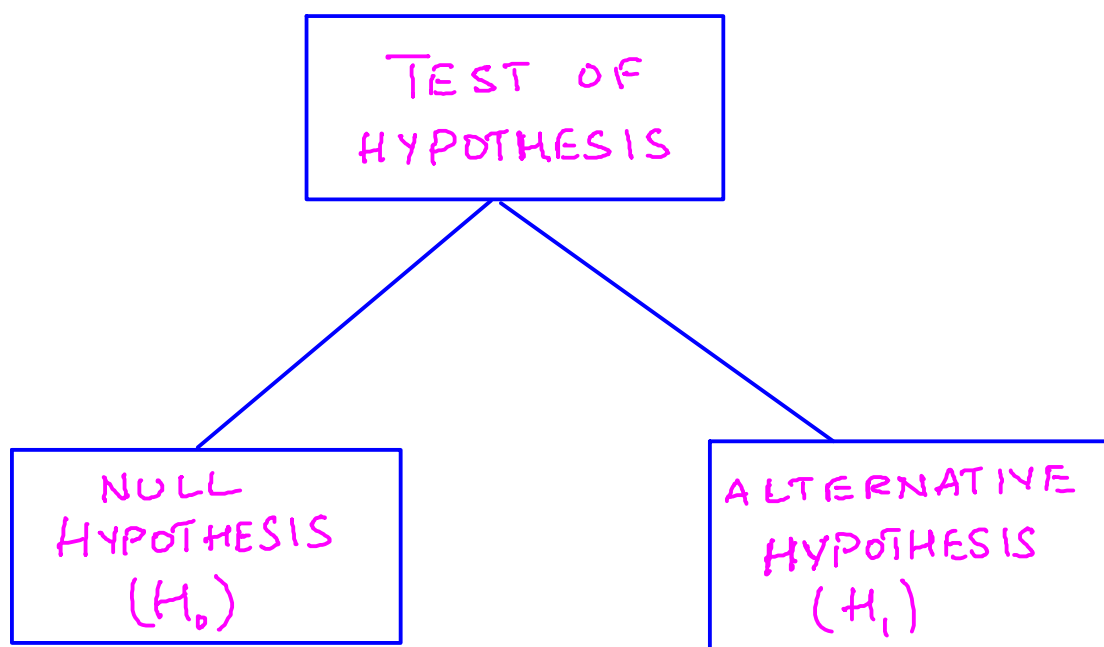 TEST OF
HYPOTHESIS
NULL
HYPOTHESIS
(H₀)
ALTERNATIVE
HYPOTHESIS
(H₁)